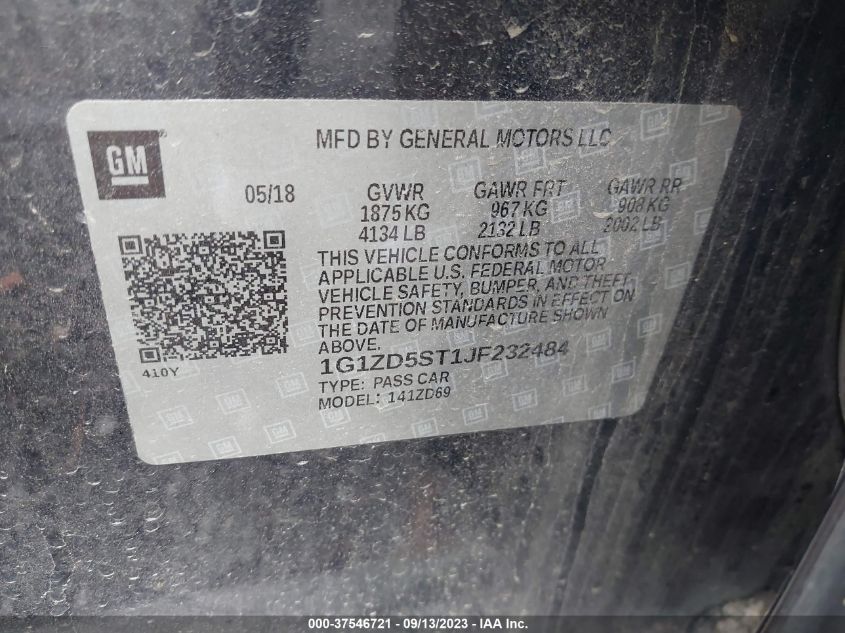 GM
MFD BY GENERAL MOTORS LLC
05/18 GVWR GAWR FRT GAWR RR
1875 KG 967 KG 908 KG
4134 LB 2132 LB 2002 LB
THIS VEHICLE CONFORMS TO ALL
APPLICABLE U.S. FEDERAL MOTOR
VEHICLE SAFETY, BUMPER, AND THEFT
PREVENTION STANDARDS IN EFFECT ON
THE DATE OF MANUFACTURE SHOWN
ABOVE.
410Y
1G1ZD5ST1JF232484
TYPE: PASS CAR
MODEL: 141ZD69
000-37546721 - 09/13/2023 - IAA Inc.